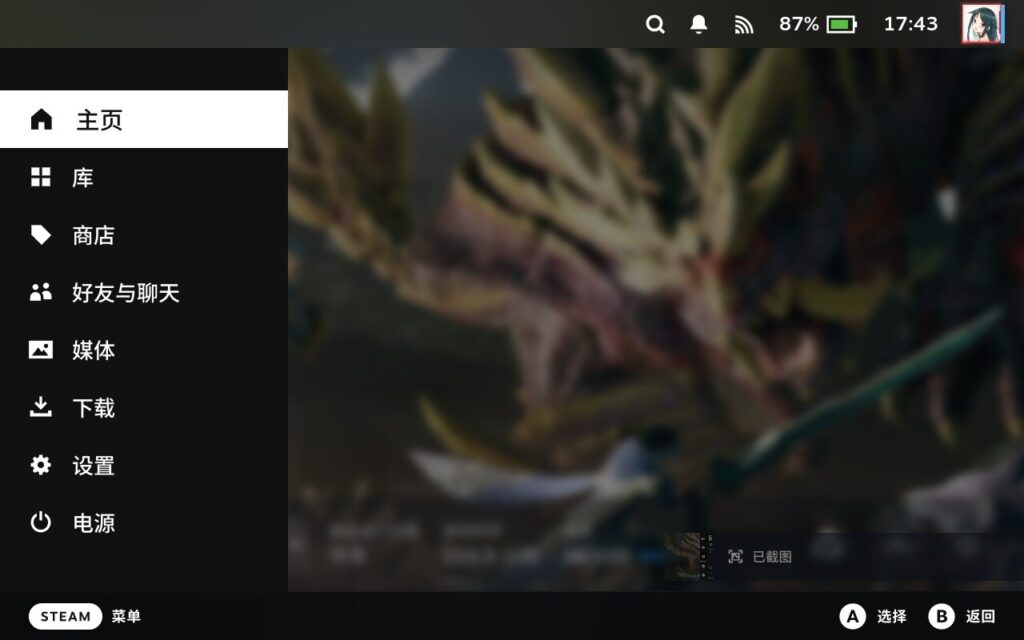 87% 17:43
主页
库
商店
好友与聊天
媒体
下载
设置
电源
已截图
STEAM 菜单 A 选择 B 返回